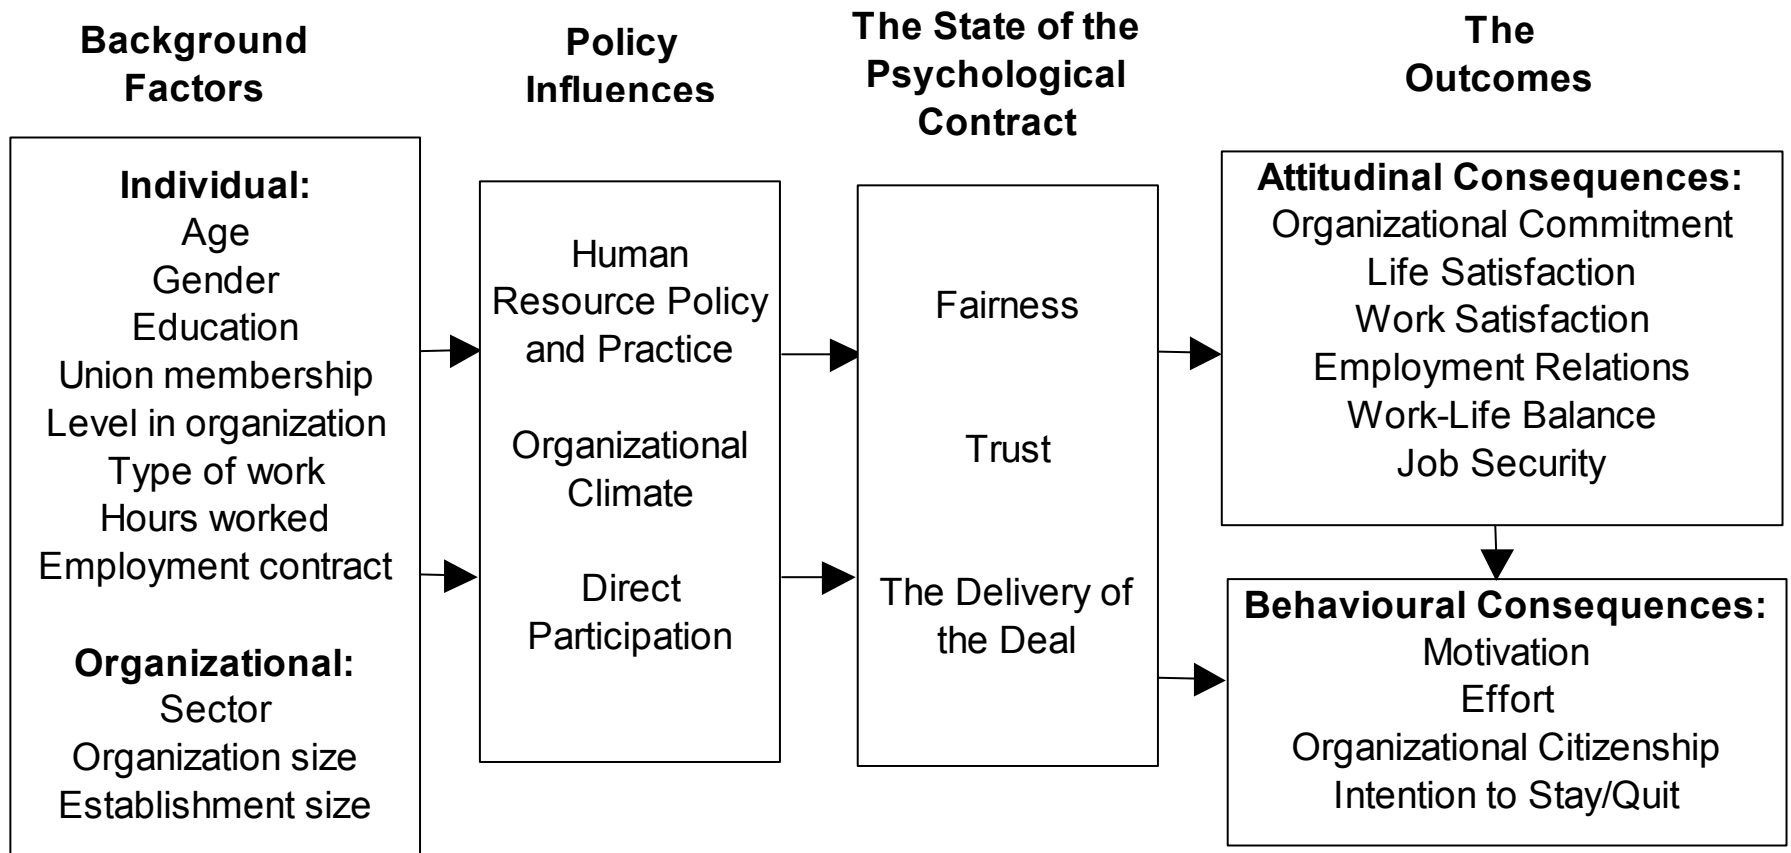 Background
Factors
Policy
Influences
The State of the
Psychological
Contract
The
Outcomes
Individual:
Age
Gender
Education
Union membership
Level in organization
Type of work
Hours worked
Employment contract
Organizational:
Sector
Organization size
Establishment size
Human
Resource Policy
and Practice
Organizational
Climate
Direct
Participation
Fairness
Trust
The Delivery of
the Deal
Attitudinal Consequences:
Organizational Commitment
Life Satisfaction
Work Satisfaction
Employment Relations
Work-Life Balance
Job Security
Behavioural Consequences:
Motivation
Effort
Organizational Citizenship
Intention to Stay/Quit